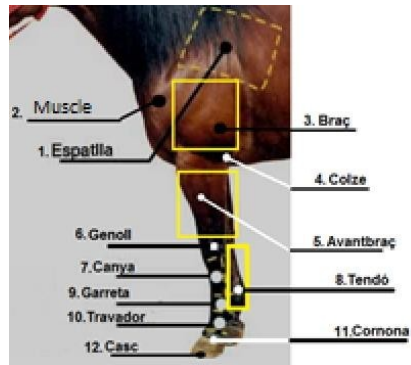 2. Muscle
3. Braç
1. Espatlla
4. Colze
6. Genoll
5. Avantbraç
7. Canya
8. Tendó
9. Garreta
10. Travador
11. Cornona
12. Casc